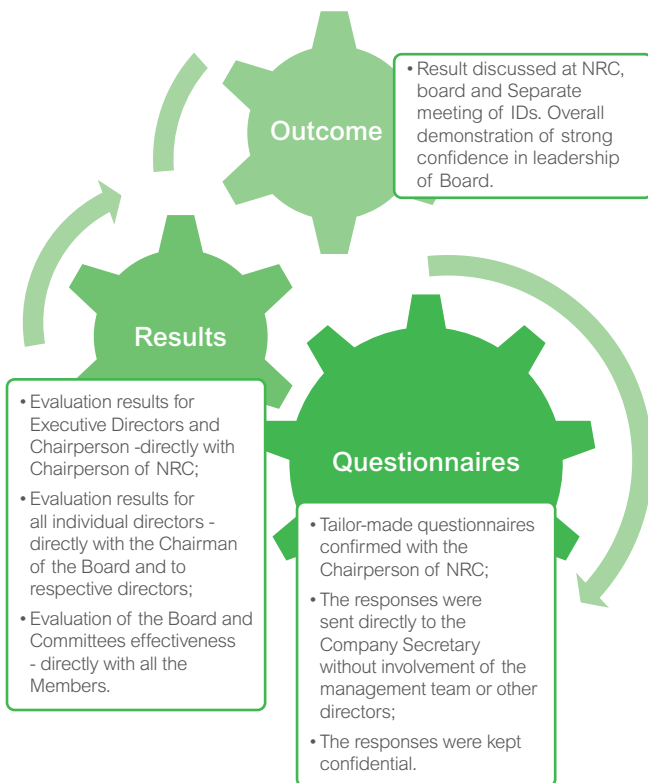 Outcome
• Result discussed at NRC,
board and Separate
meeting of IDs. Overall
demonstration of strong
confidence in leadership
of Board.
Results
• Evaluation results for
Executive Directors and
Chairperson -directly with
Chairperson of NRC;
• Evaluation results for
all individual directors -
directly with the Chairman
of the Board and to
respective directors;
• Evaluation of the Board and
Committees effectiveness
- directly with all the
Members.
Questionnaires
• Tailor-made questionnaires
confirmed with the
Chairperson of NRC;
• The responses were
sent directly to the
Company Secretary
without involvement of the
management team or other
directors;
• The responses were kept
confidential.